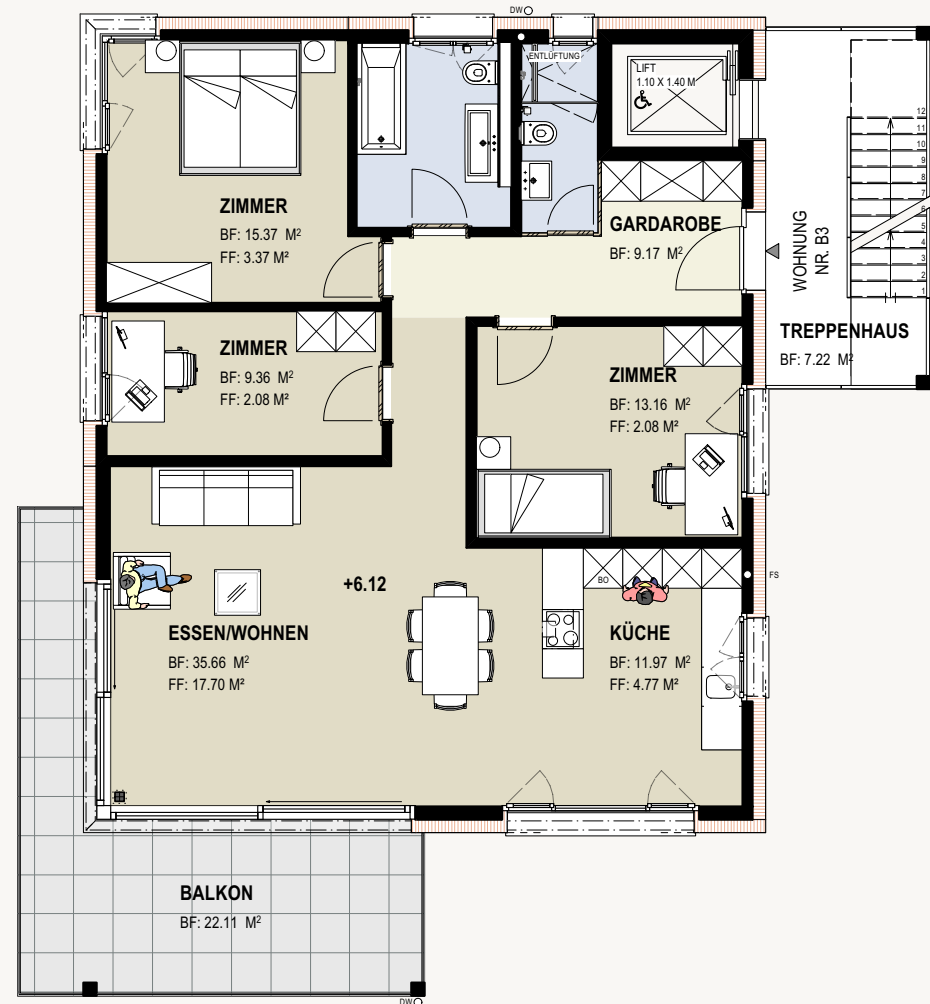 DW
ENTLÜFTUNG
LIFT
1.10 X 1.40 M
12
11
10
9
8
7
6
5
4
3
2
1
ZIMMER
BF: 15.37 M²
FF: 3.37 M²
GARDAROBE
BF: 9.17 M²
WOHNUNG
NR. B3
TREPPENHAUS
BF: 7.22 M²
ZIMMER
BF: 9.36 M²
FF: 2.08 M²
ZIMMER
BF: 13.16 M²
FF: 2.08 M²
+6.12
BO
FS
ESSEN/WOHNEN
BF: 35.66 M²
FF: 17.70 M²
KÜCHE
BF: 11.97 M²
FF: 4.77 M²
BALKON
BF: 22.11 M²
DW